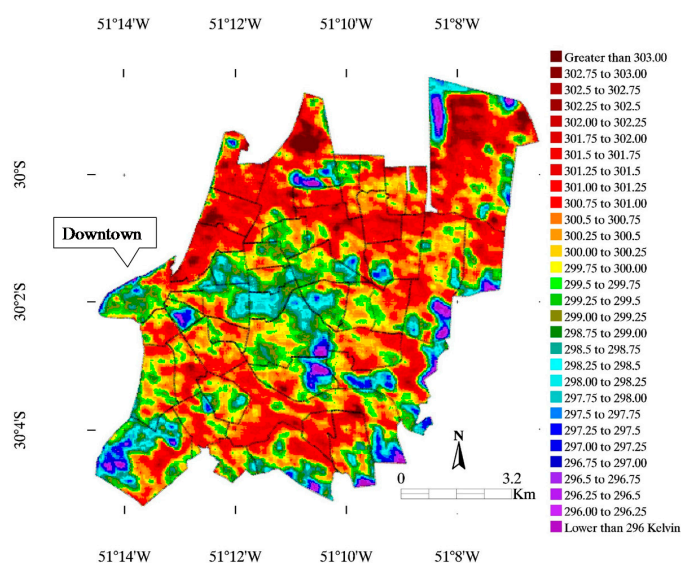 51°14'W 51°12'W 51°10'W 51°8'W
Greater than 303.00
302.75 to 303.00
302.5 to 302.75
302.25 to 302.5
302.00 to 302.25
301.75 to 302.00
301.5 to 301.75
301.25 to 301.5
301.00 to 301.25
300.75 to 301.00
300.5 to 300.75
300.25 to 300.5
300.00 to 300.25
299.75 to 300.00
299.5 to 299.75
299.25 to 299.5
299.00 to 299.25
298.75 to 299.00
298.5 to 298.75
298.25 to 298.5
298.00 to 298.25
297.75 to 298.00
297.5 to 297.75
297.25 to 297.5
297.00 to 297.25
296.75 to 297.00
296.5 to 296.75
296.25 to 296.5
296.00 to 296.25
Lower than 296 Kelvin
30°S
Downtown
30°2'S
30°4'S
N
0 3.2
Km
51°14'W 51°12'W 51°10'W 51°8'W